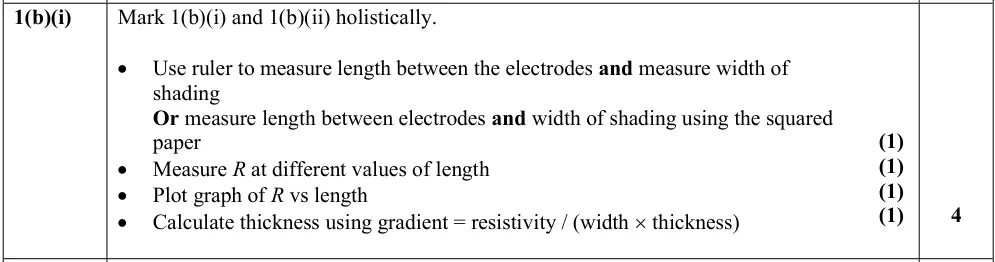 1(b)(i) Mark 1(b)(i) and 1(b)(ii) holistically.
• Use ruler to measure length between the electrodes and measure width of
shading
Or measure length between electrodes and width of shading using the squared
paper (1)
• Measure R at different values of length (1)
• Plot graph of R vs length (1)
• Calculate thickness using gradient = resistivity / (width × thickness) (1) 4